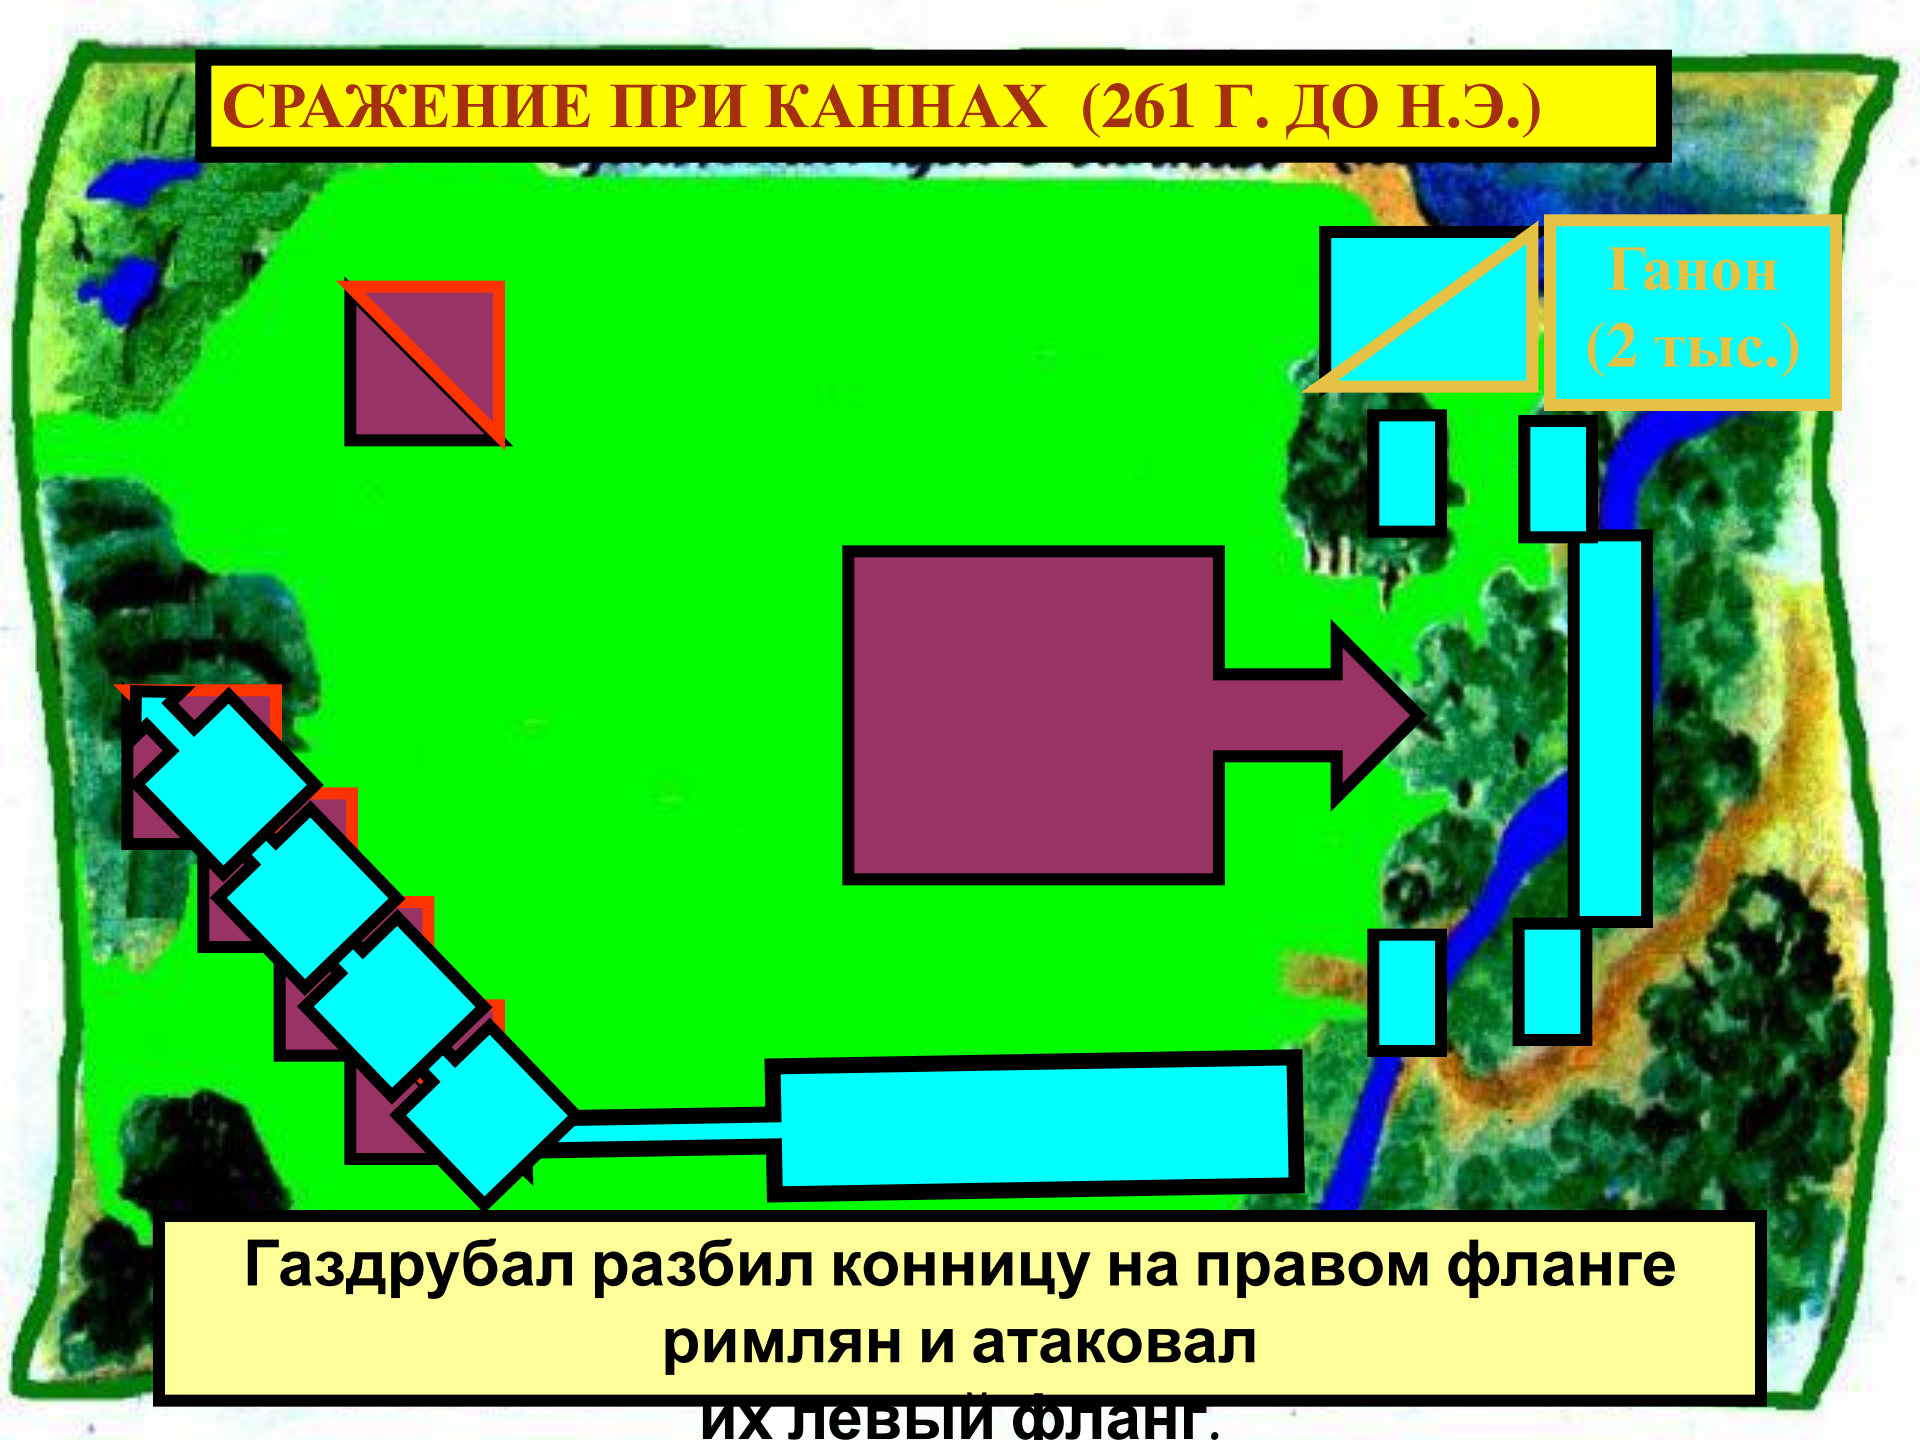 СРАЖЕНИЕ ПРИ КАННАХ (261 Г. ДО Н.Э.)
Ганон
(2 тыс.)
Газдрубал разбил конницу на правом фланге
римлян и атаковал
их левый фланг.